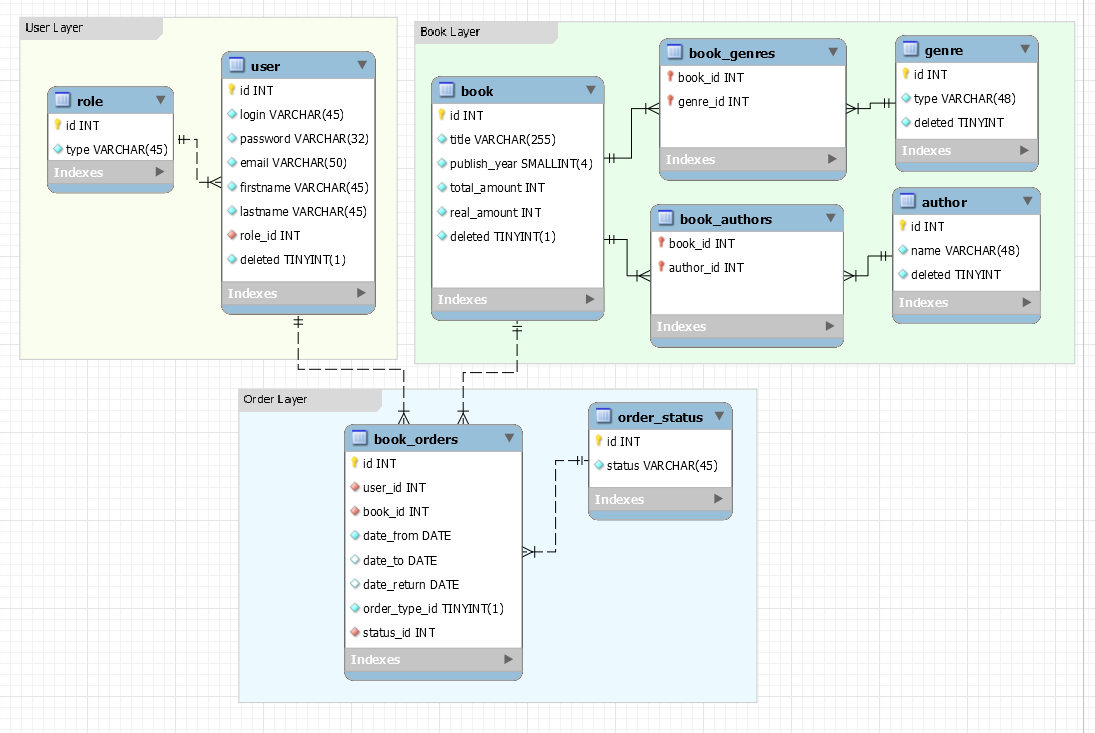 User Layer
role
id INT
type VARCHAR(45)
Indexes
user
id INT
login VARCHAR(45)
password VARCHAR(32)
email VARCHAR(50)
firstname VARCHAR(45)
lastname VARCHAR(45)
role_id INT
deleted TINYINT(1)
Indexes
Book Layer
book
id INT
title VARCHAR(255)
publish_year SMALLINT(4)
total_amount INT
real_amount INT
deleted TINYINT(1)
Indexes
book_genres
book_id INT
genre_id INT
Indexes
genre
id INT
type VARCHAR(48)
deleted TINYINT
Indexes
book_authors
book_id INT
author_id INT
Indexes
author
id INT
name VARCHAR(48)
deleted TINYINT
Indexes
Order Layer
book_orders
id INT
user_id INT
book_id INT
date_from DATE
date_to DATE
date_return DATE
order_type_id TINYINT(1)
status_id INT
Indexes
order_status
id INT
status VARCHAR(45)
Indexes